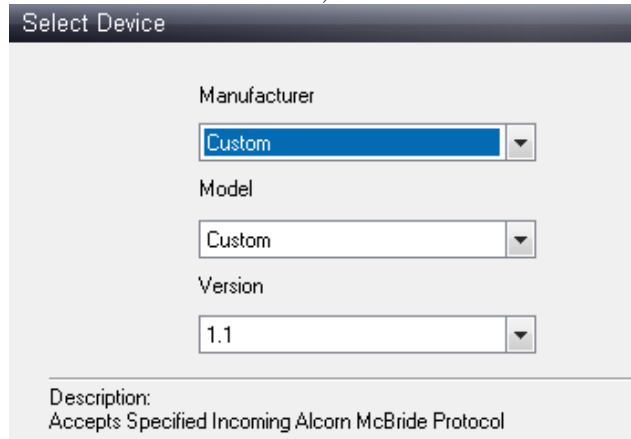 Select Device
Manufacturer
Custom
Model
Custom
Version
1.1
Description:
Accepts Specified Incoming Alcorn McBride Protocol